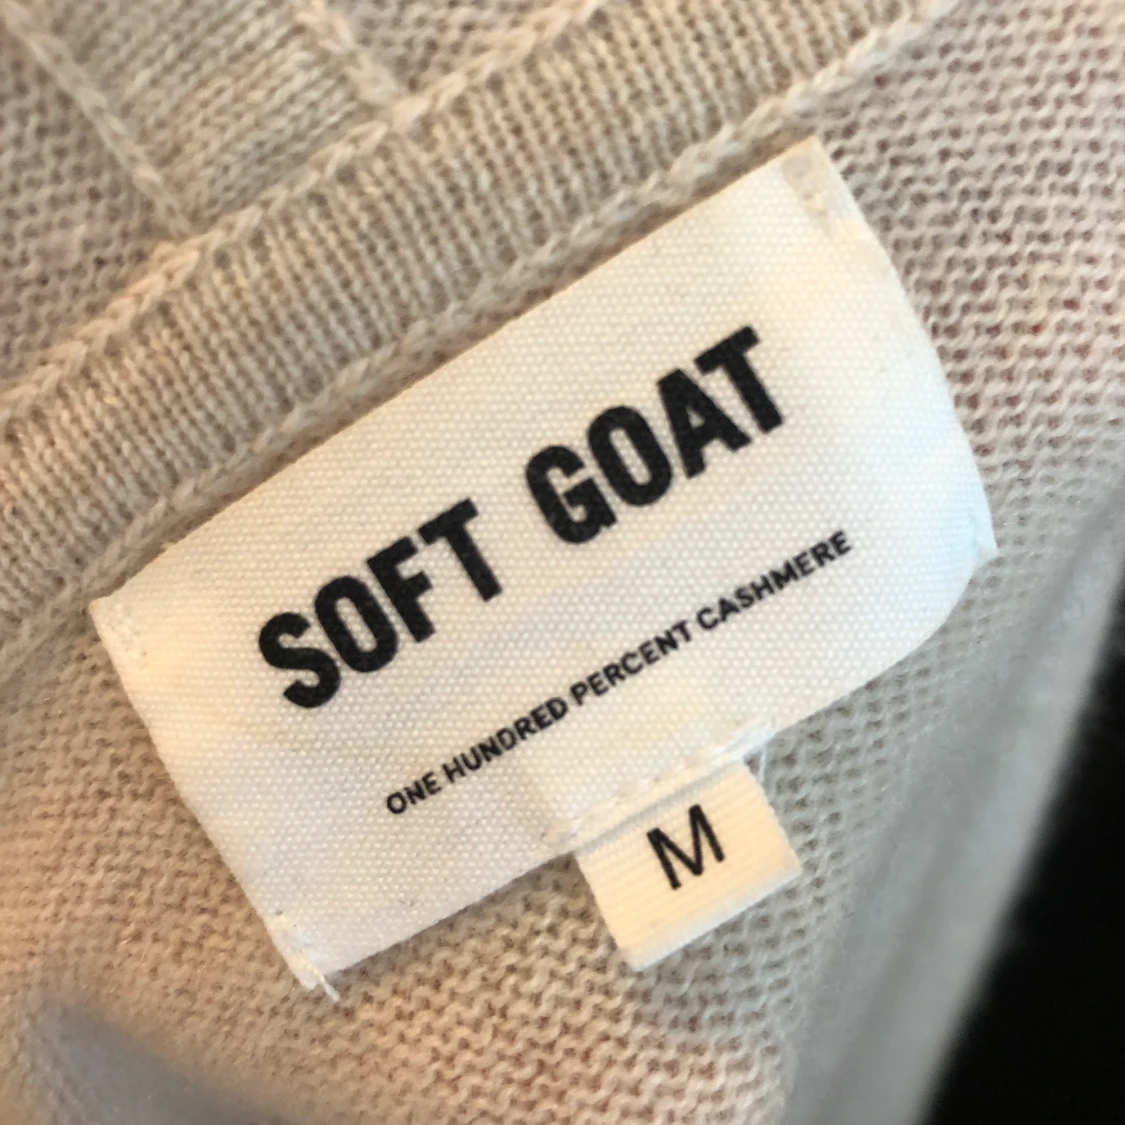 SOFT GOAT
ONE HUNDRED PERCENT CASHMERE
M